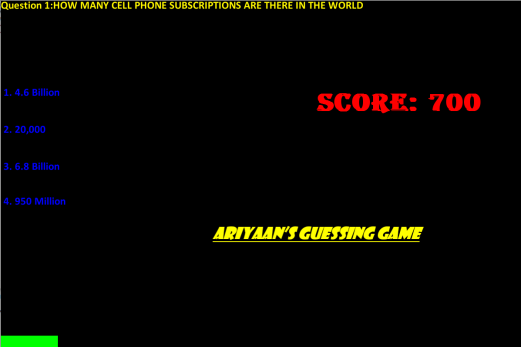 Question 1:HOW MANY CELL PHONE SUBSCRIPTIONS ARE THERE IN THE WORLD
1. 4.6 Billion
SCORE: 700
2. 20,000
3. 6.8 Billion
4. 950 Million
ARIYAAN'S GUESSING GAME